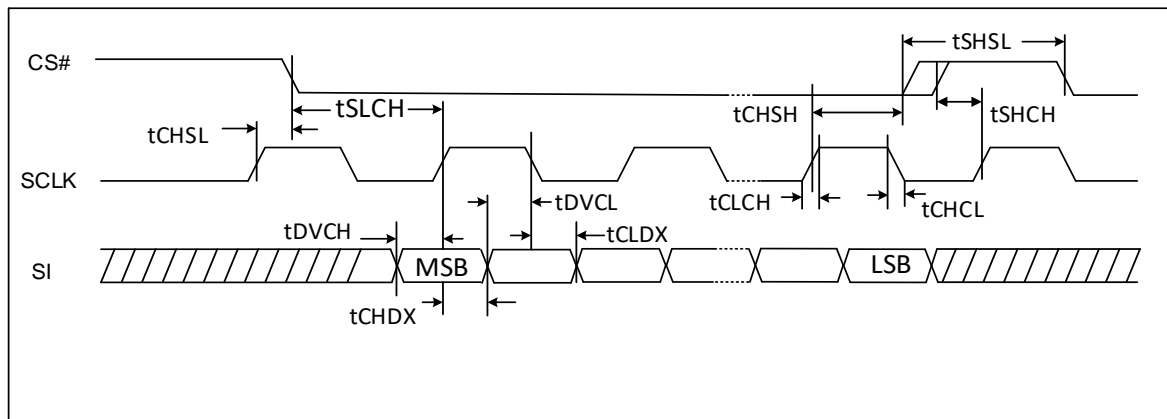 tSHSL
CS#
tSLCH
tCHSH
tSHCH
tCHSL
SCLK
tDVCL
tCLCH
tCHCL
tDVCH
tCLDX
SI
MSB
LSB
tCHDX